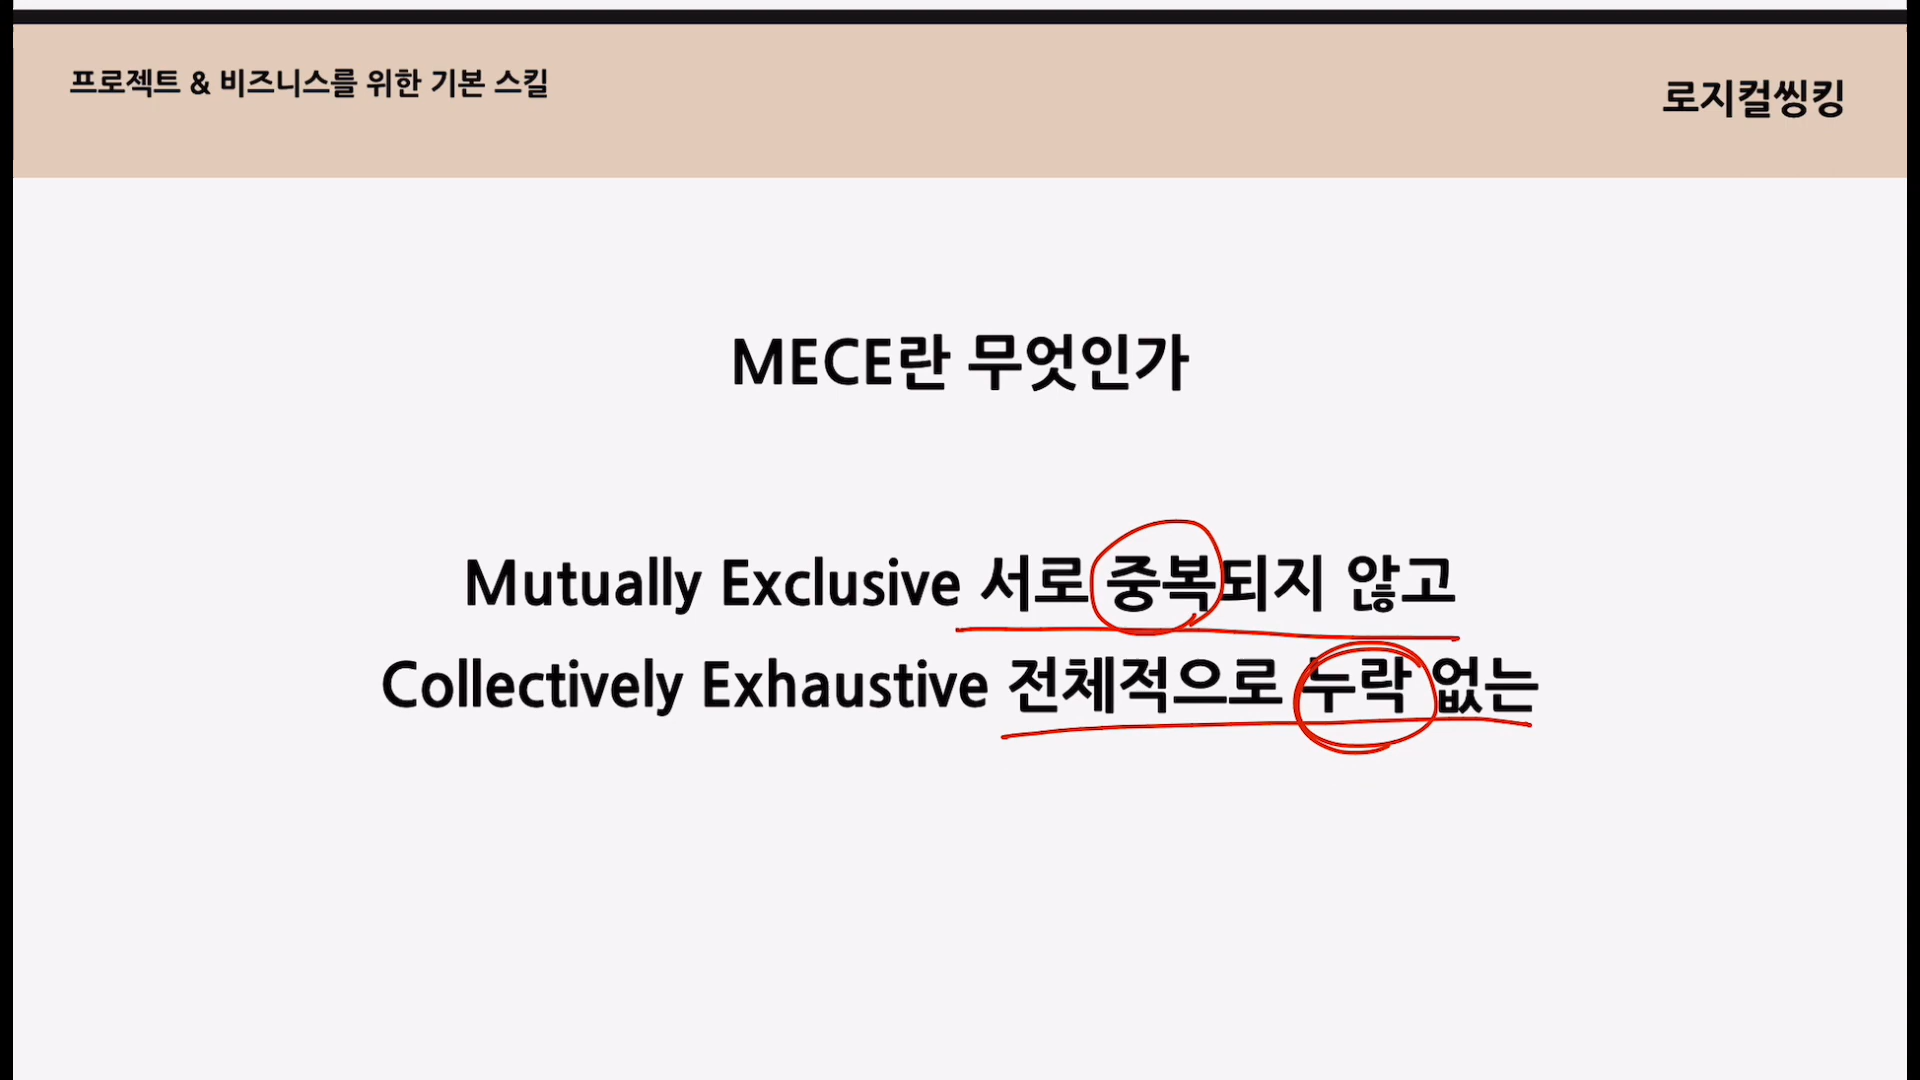 프로젝트 & 비즈니스를 위한 기본 스킬
로지컬씽킹
MECE란 무엇인가
Mutually Exclusive 서로 중복되지 않고
Collectively Exhaustive 전체적으로 누락 없는